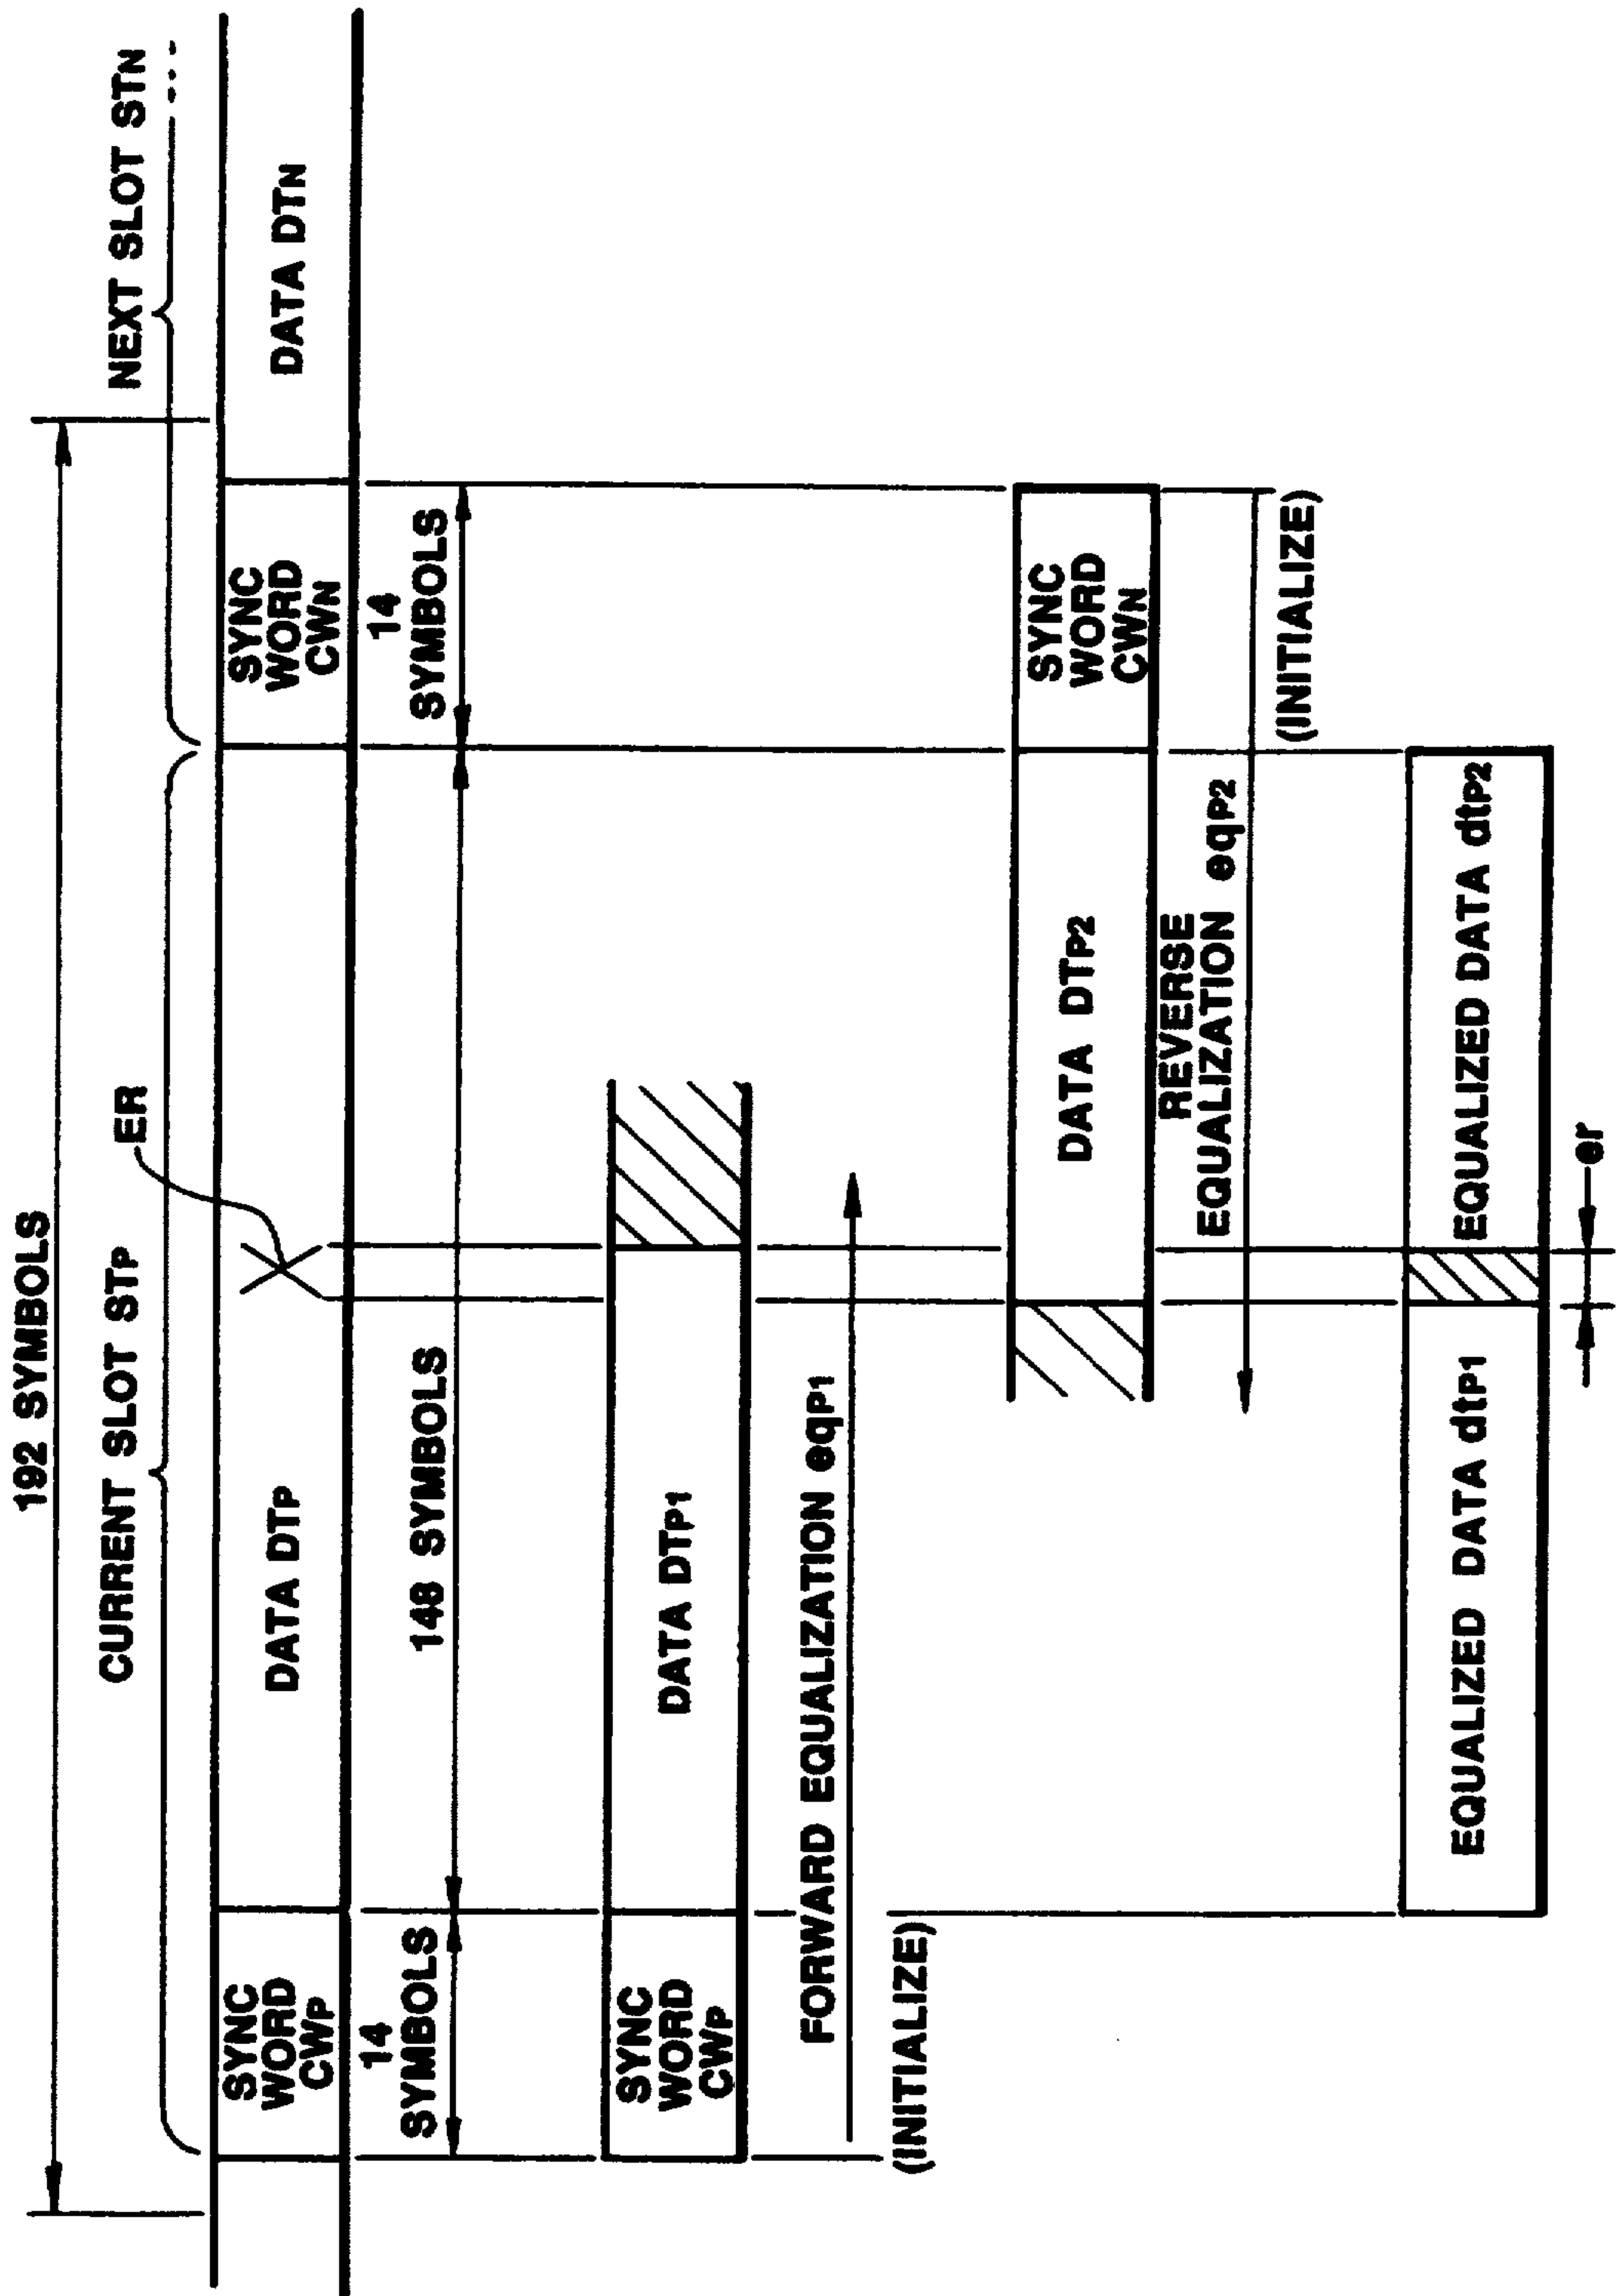 192 SYMBOLS
CURRENT SLOT STP
NEXT SLOT STN
ER
SYNC
WORD
CWP
DATA DTP
SYNC
WORD
CWN
DATA DTN
14
SYMBOLS
148 SYMBOLS
14
SYMBOLS
SYNC
WORD
CWP
DATA DTP1
FORWARD EQUALIZATION eqP1
(INITIALIZE)
DATA DTP2
SYNC
WORD
CWN
REVERSE
EQUALIZATION eqP2
(INITIALIZE)
EQUALIZED DATA dtP1
EQUALIZED DATA dtP2
er